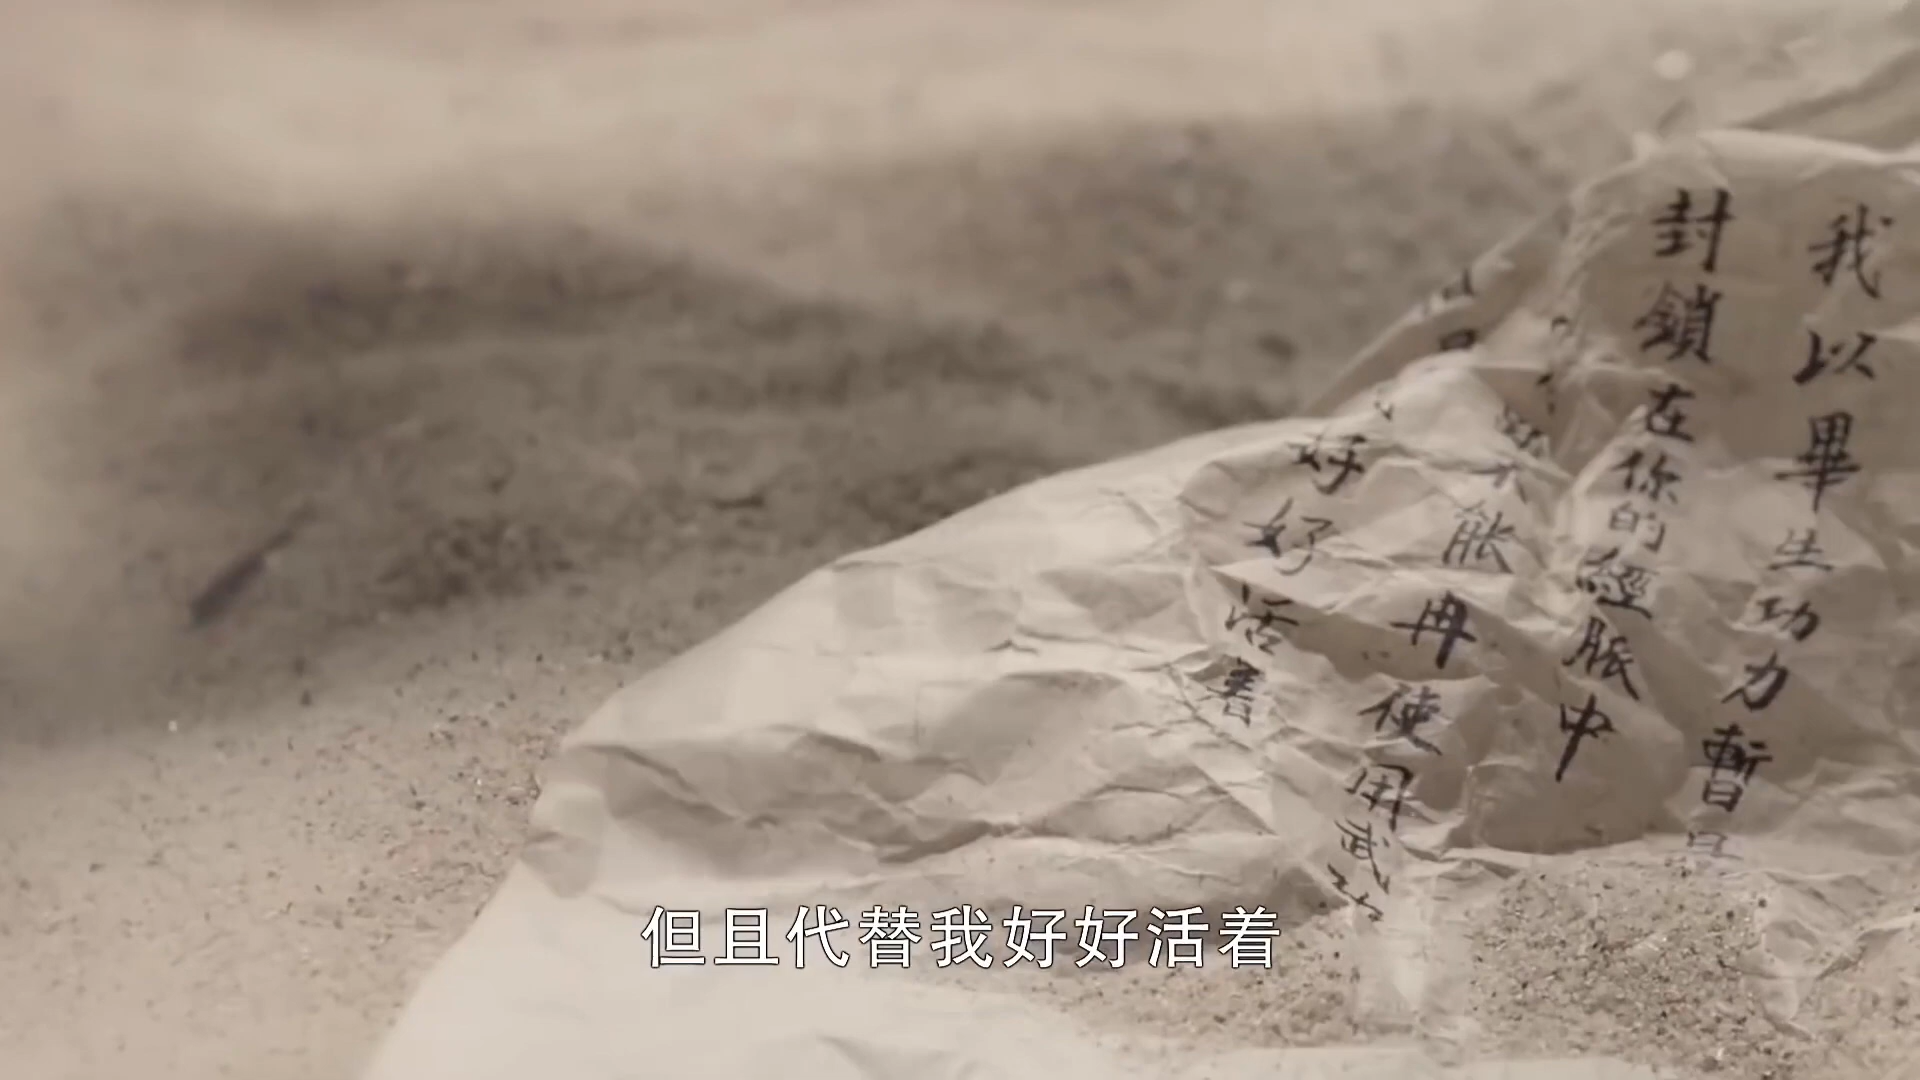 我以畢生功力暫
封鎖在你的經脈中
不能再使用武
好好活着
但且代替我好好活着